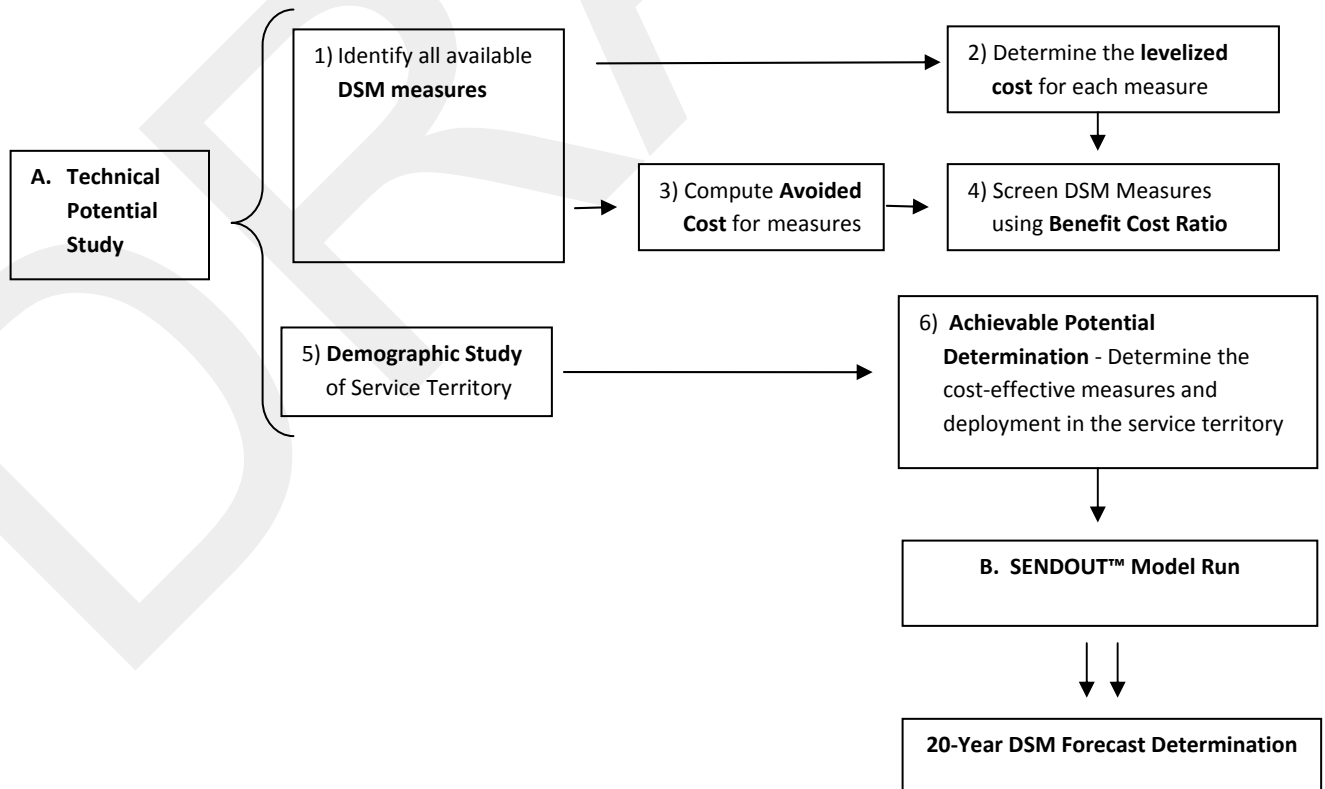 1) Identify all available
DSM measures
2) Determine the levelized
cost for each measure
A. Technical
Potential
Study
3) Compute Avoided
Cost for measures
4) Screen DSM Measures
using Benefit Cost Ratio
5) Demographic Study
of Service Territory
6) Achievable Potential
Determination - Determine the
cost-effective measures and
deployment in the service territory
B. SENDOUT™ Model Run
20-Year DSM Forecast Determination